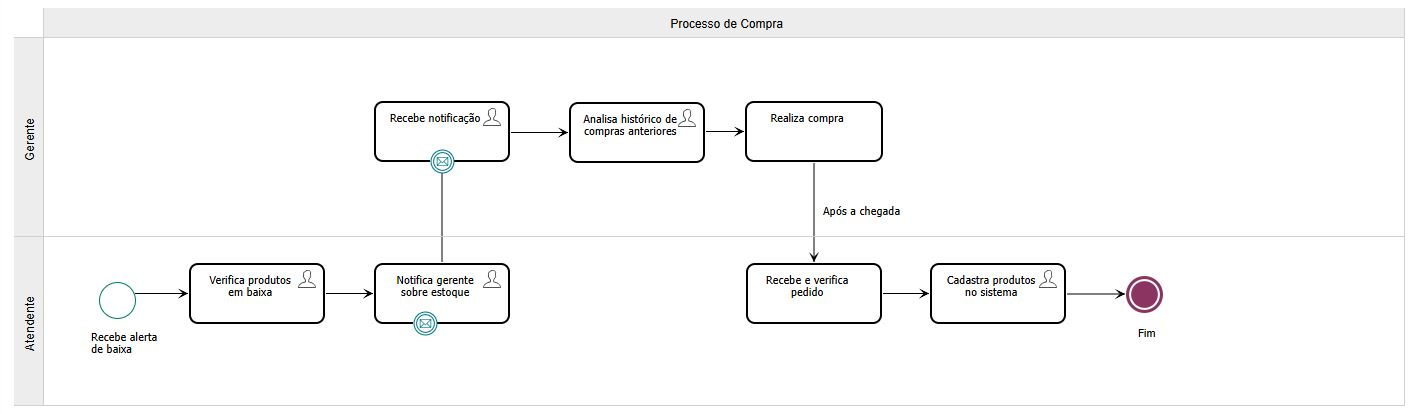 Processo de Compra
Gerente
Recebe notificação
Analisa histórico de
compras anteriores
Realiza compra
Após a chegada
Atendente
Recebe alerta
de baixa
Verifica produtos
em baixa
Notifica gerente
sobre estoque
Recebe e verifica
pedido
Cadastra produtos
no sistema
Fim